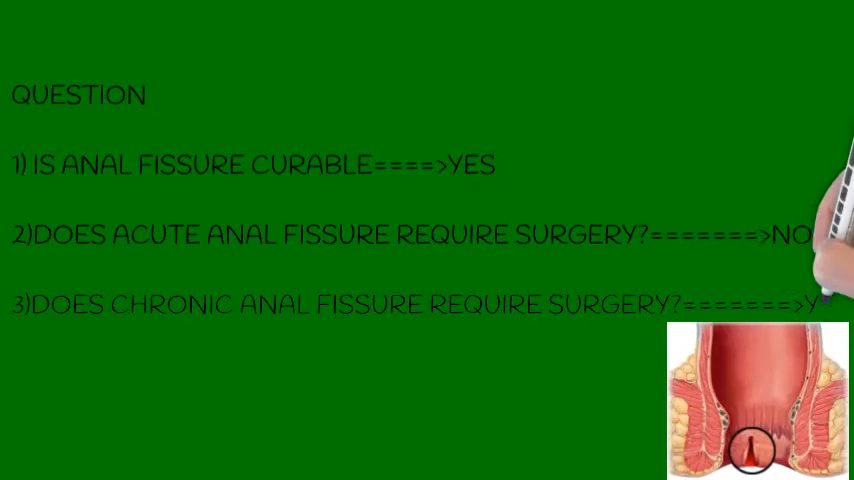 QUESTION
1) IS ANAL FISSURE CURABLE====>YES
2)DOES ACUTE ANAL FISSURE REQUIRE SURGERY?=======>NO
3)DOES CHRONIC ANAL FISSURE REQUIRE SURGERY?=======>Y